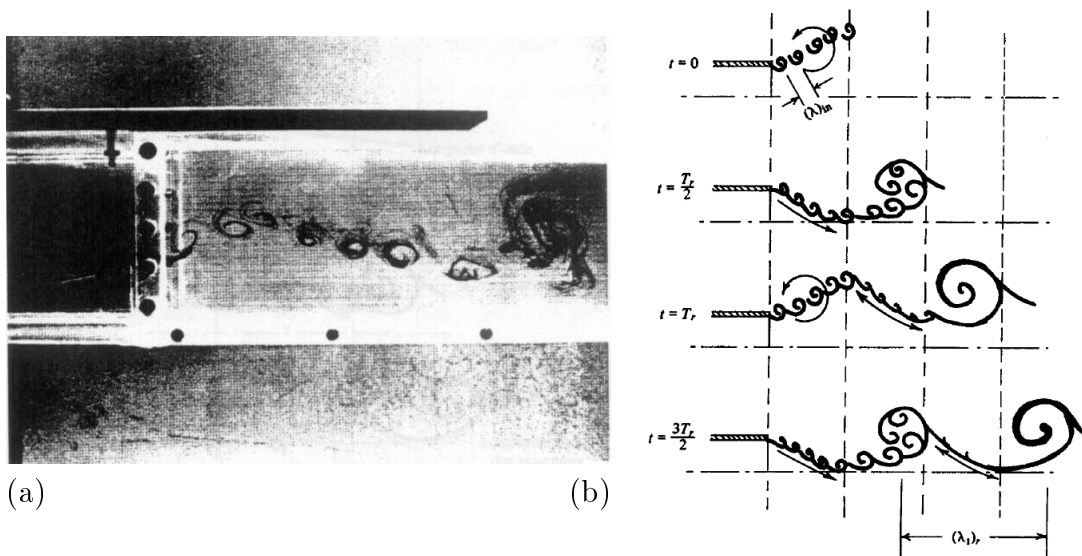 t = 0
(λ)in
t = Tr/2
t = Tr
t = 3Tr/2
(a)
(b)
(λ1)r